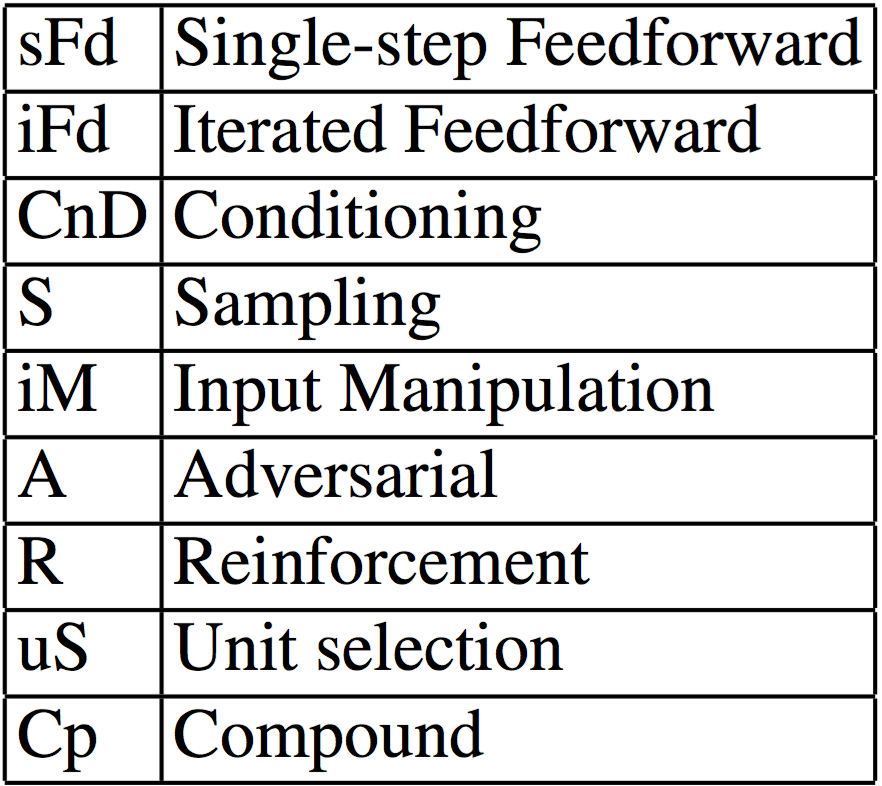 sFd Single-step Feedforward
iFd Iterated Feedforward
CnD Conditioning
S Sampling
iM Input Manipulation
A Adversarial
R Reinforcement
uS Unit selection
Cp Compound